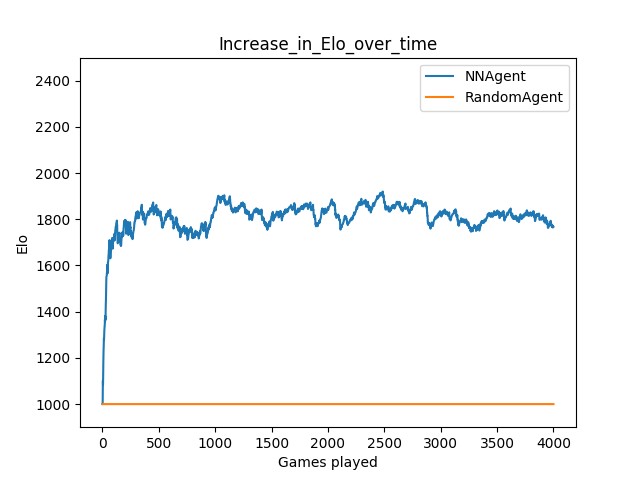 Increase_in_Elo_over_time
NNAgent
RandomAgent
2400
2200
2000
1800
1600
1400
1200
1000
Elo
0 500 1000 1500 2000 2500 3000 3500 4000
Games played